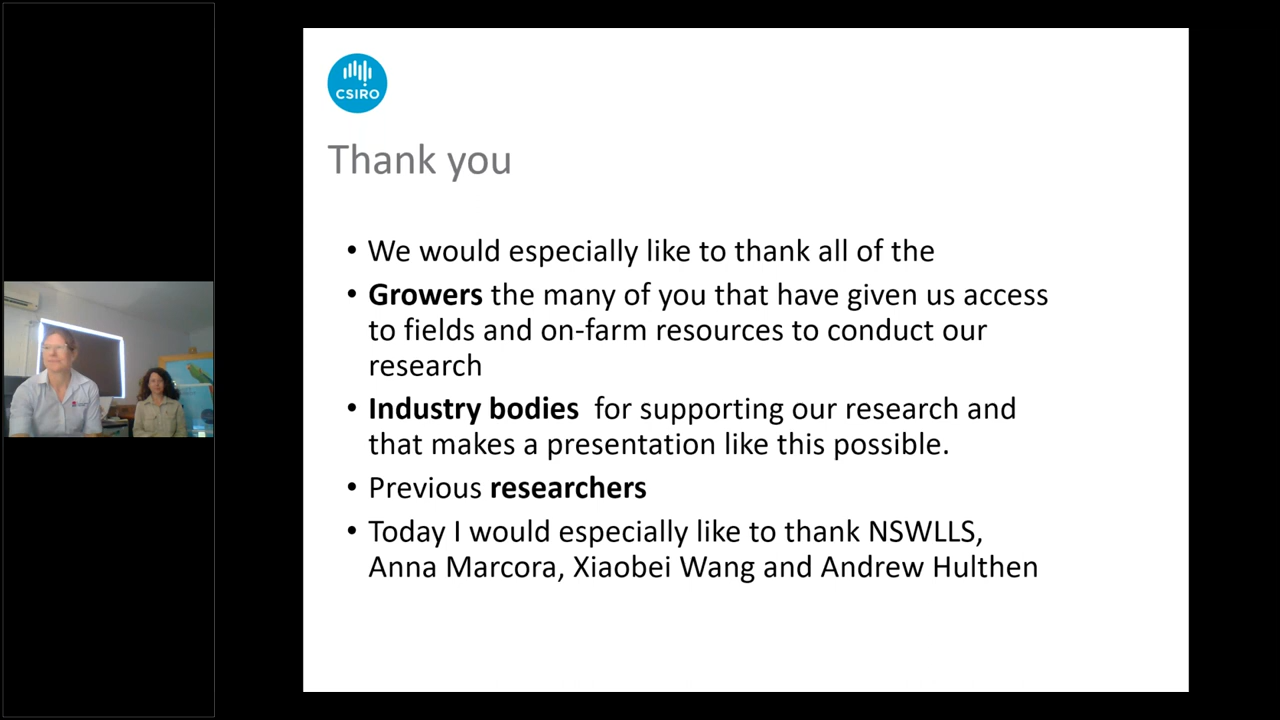 CSIRO
Thank you
• We would especially like to thank all of the
• Growers the many of you that have given us access
to fields and on-farm resources to conduct our
research
• Industry bodies for supporting our research and
that makes a presentation like this possible.
• Previous researchers
• Today I would especially like to thank NSWLLS,
Anna Marcora, Xiaobei Wang and Andrew Hulthen